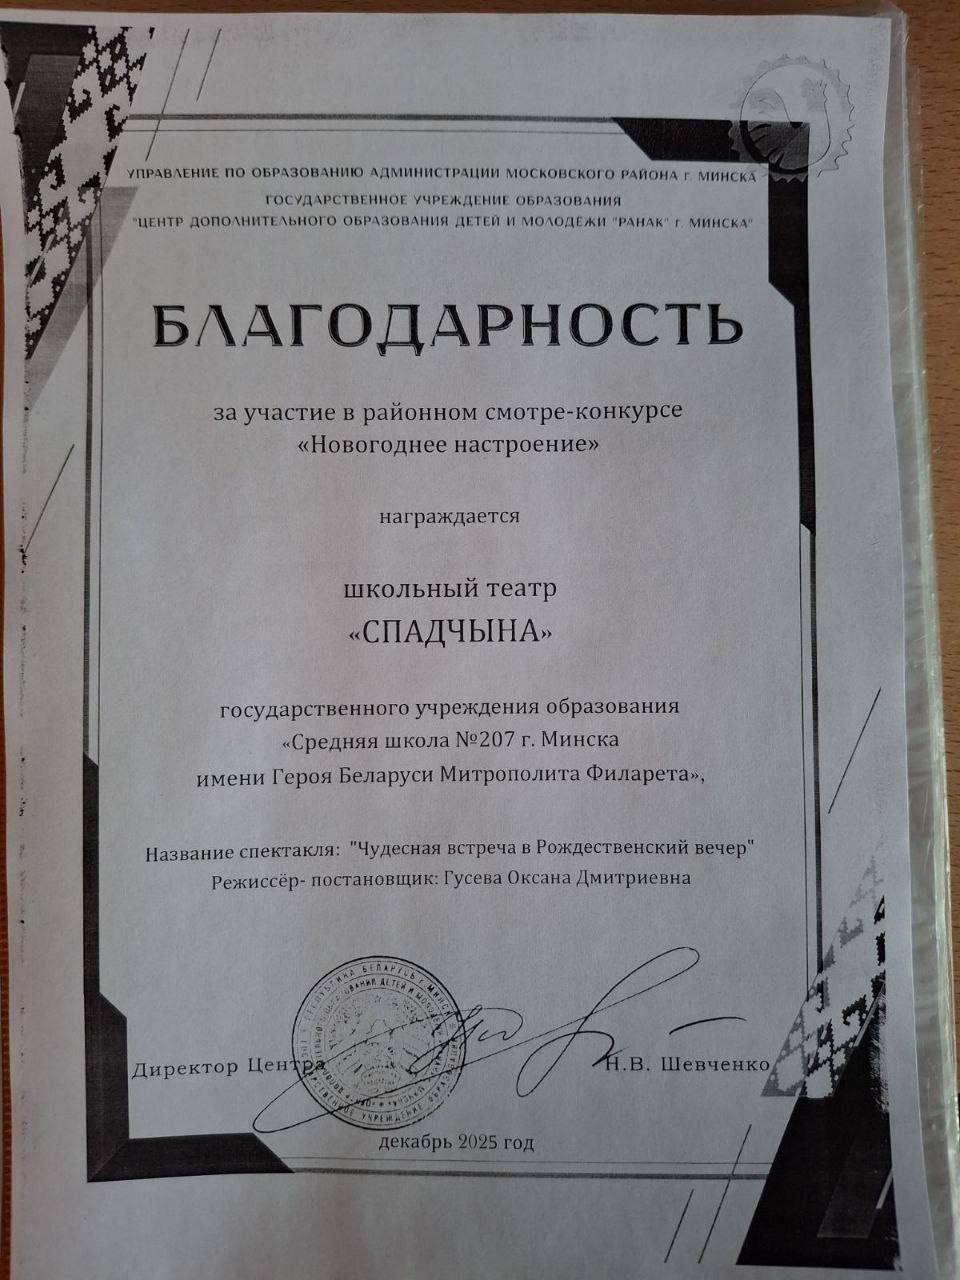 УПРАВЛЕНИЕ ПО ОБРАЗОВАНИЮ АДМИНИСТРАЦИИ МОСКОВСКОГО РАЙОНА Г. МИНСКА
ГОСУДАРСТВЕННОЕ УЧРЕЖДЕНИЕ ОБРАЗОВАНИЯ
"ЦЕНТР ДОПОЛНИТЕЛЬНОГО ОБРАЗОВАНИЯ ДЕТЕЙ И МОЛОДЁЖИ "РАНАК" Г. МИНСКА"
БЛАГОДАРНОСТЬ
за участие в районном смотре-конкурсе
«Новогоднее настроение»
награждается
школьный театр
«СПАДЧЫНА»
государственного учреждения образования
«Средняя школа №207 г. Минска
имени Героя Беларуси Митрополита Филарета»,
Название спектакля: "Чудесная встреча в Рождественский вечер"
Режиссёр- постановщик: Гусева Оксана Дмитриевна
РЕСПУБЛИКА БЕЛАРУСЬ
Директор Центра Н.В. Шевченко
декабрь 2025 год